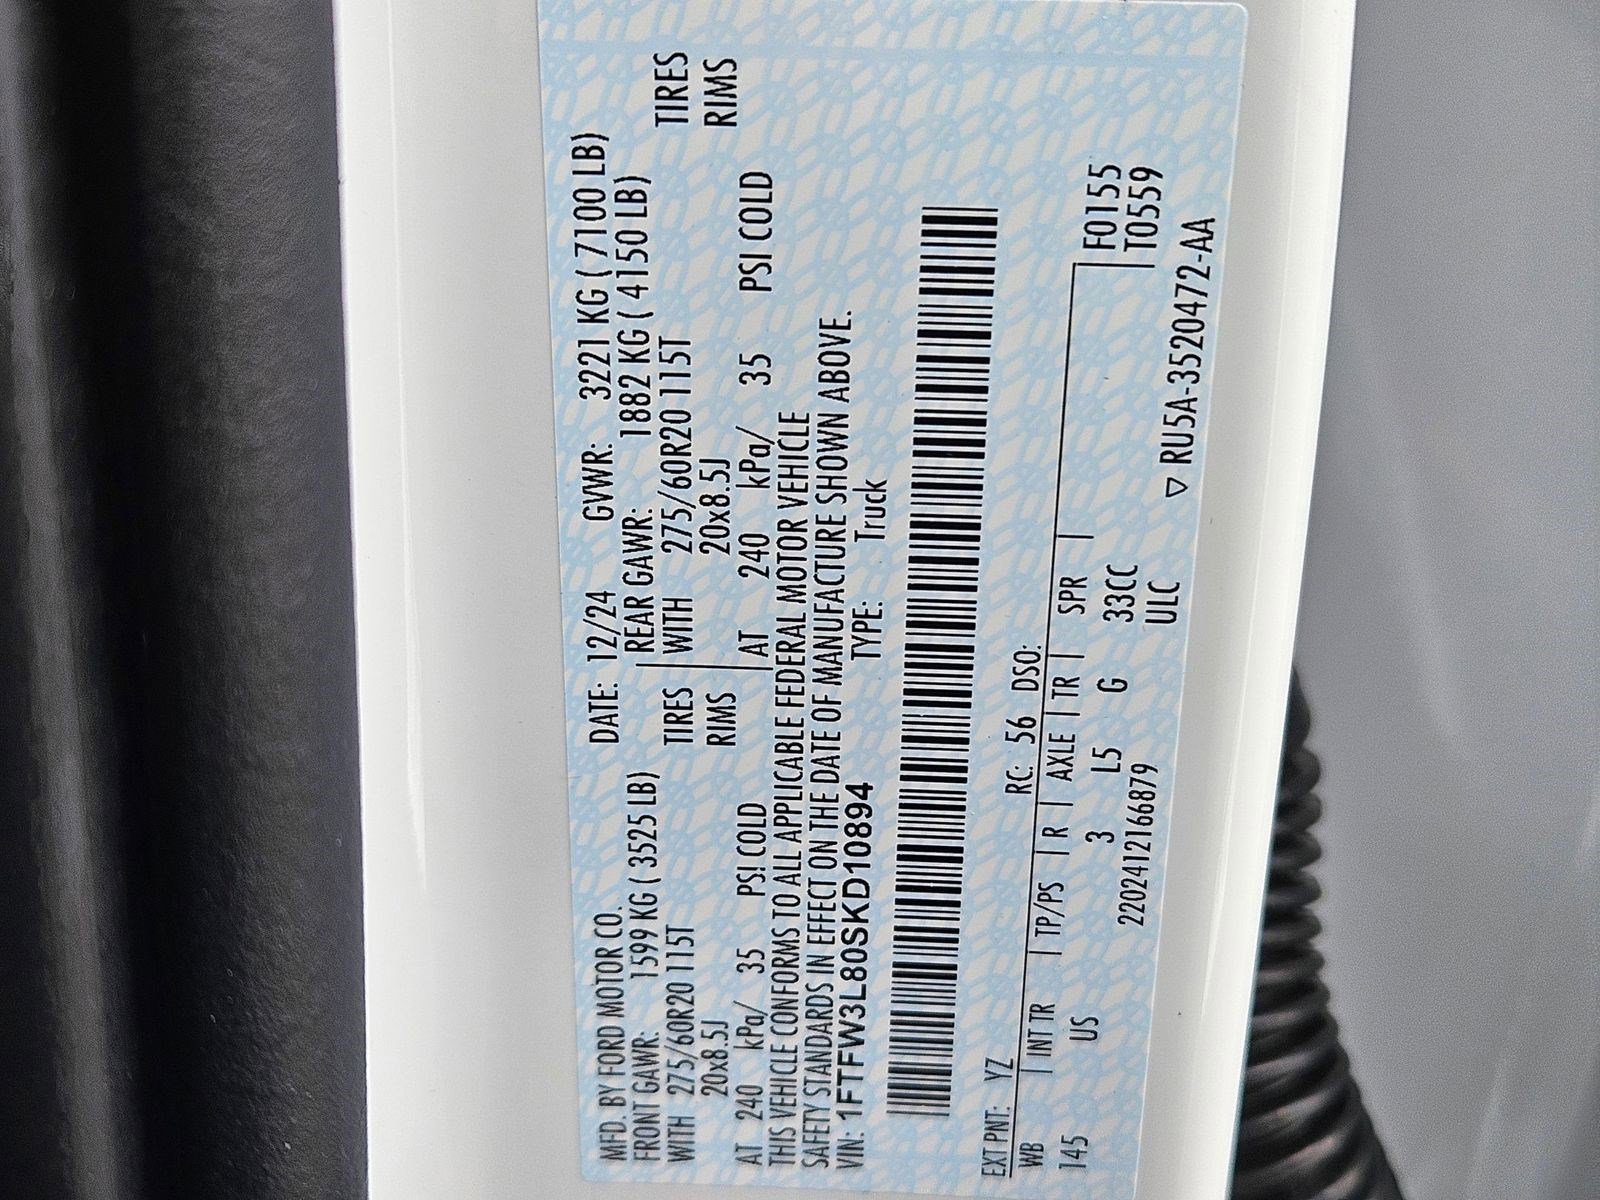 MFD. BY FORD MOTOR CO.
DATE: 12/24 GVWR: 3221 KG ( 7100 LB)
FRONT GAWR: 1599 KG ( 3525 LB) REAR GAWR: 1882 KG ( 4150 LB)
WITH 275/60R20 115T TIRES WITH 275/60R20 115T TIRES
20x8.5J RIMS 20x8.5J RIMS
AT 240 kPa/ 35 PSI COLD AT 240 kPa/ 35 PSI COLD
THIS VEHICLE CONFORMS TO ALL APPLICABLE FEDERAL MOTOR VEHICLE
SAFETY STANDARDS IN EFFECT ON THE DATE OF MANUFACTURE SHOWN ABOVE.
VIN: 1FTFW3L80SKD10894 TYPE: Truck
EXT PNT: YZ RC: 56 DSO:
WB | INT TR | TP/PS | R | AXLE | TR | SPR |
145 US 3 L5 G 33CC
F0155
T0559
2202412166879 ULC
▽ RU5A-3520472-AA